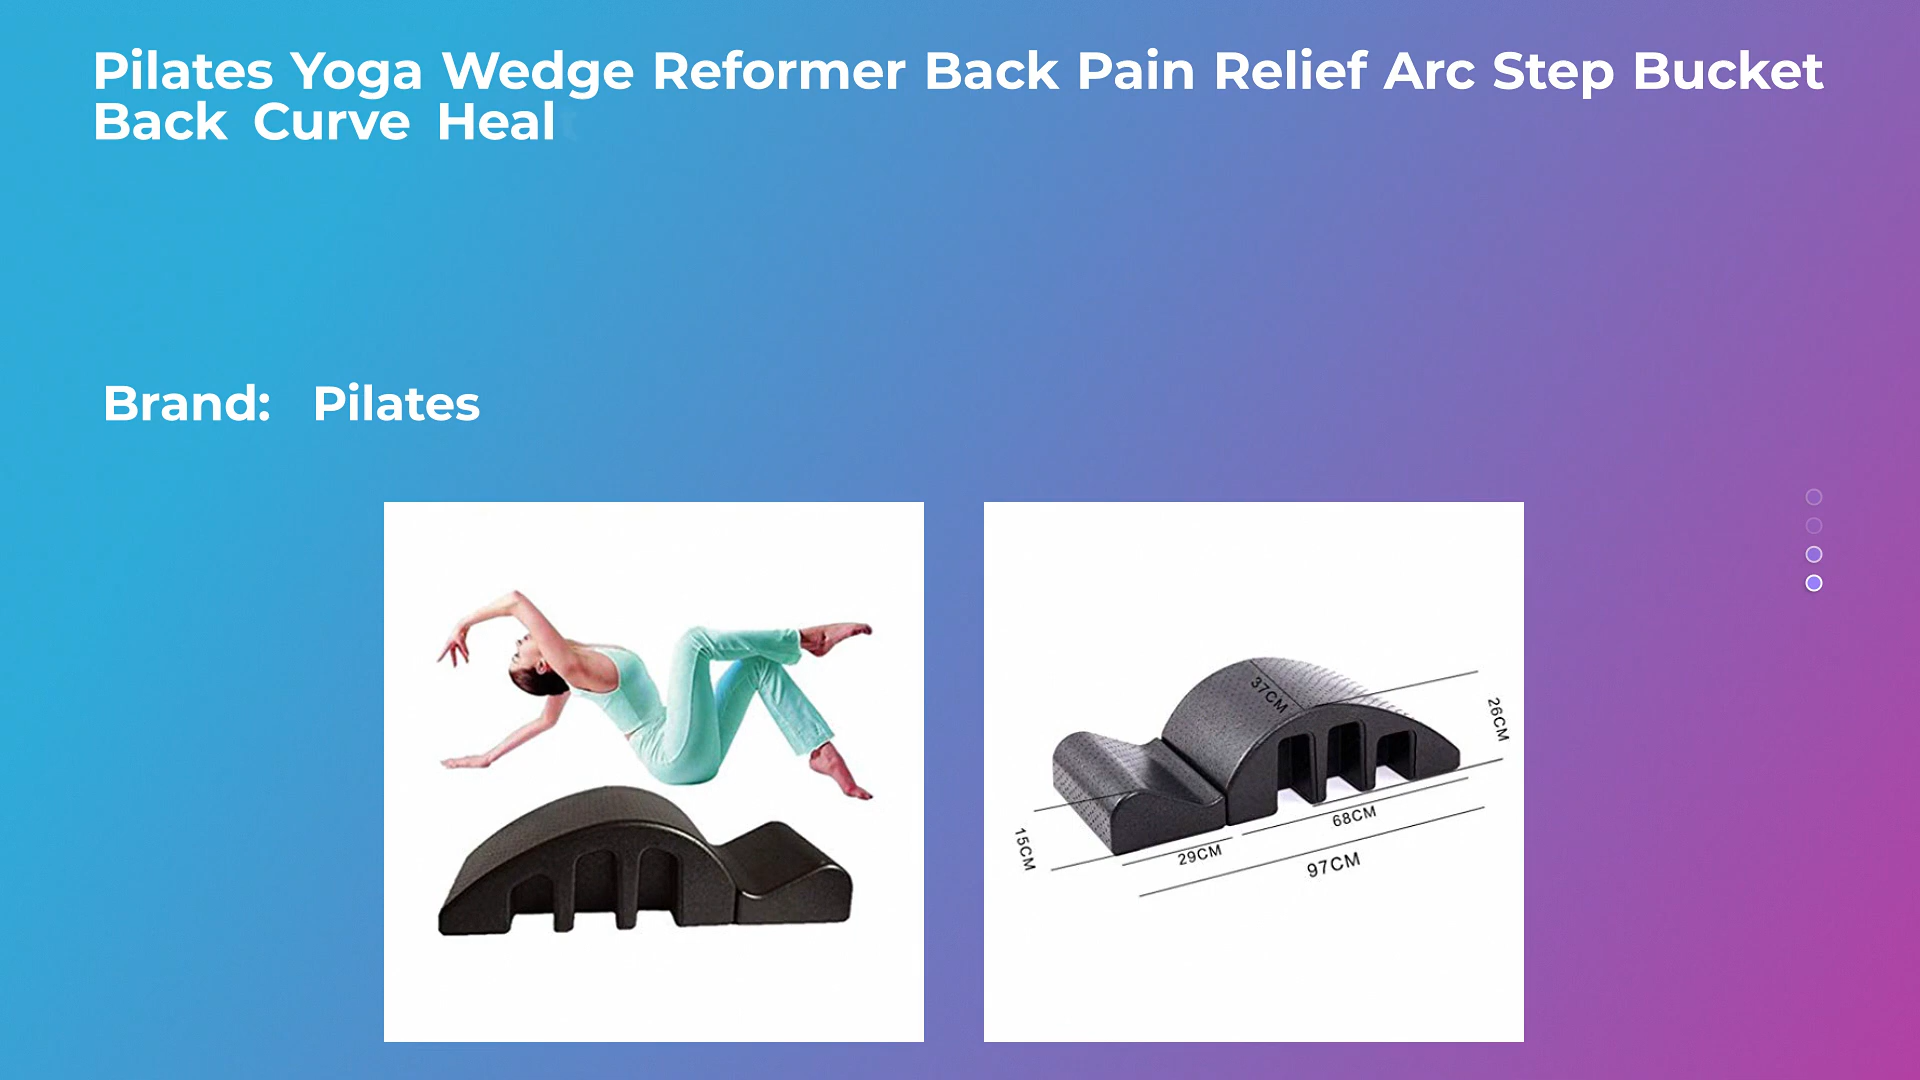 Pilates Yoga Wedge Reformer Back Pain Relief Arc Step Bucket
Back Curve Heal
Brand: Pilates
37CM
26CM
15CM
29CM
68CM
97CM